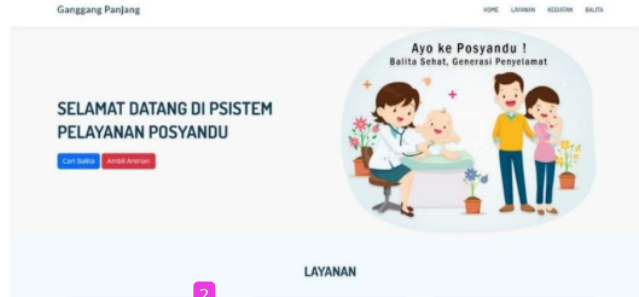 Ganggang Panjang
HOME LAYANAN KEGIATAN BALITA
Ayo ke Posyandu !
Balita Sehat, Generasi Penyelamat
SELAMAT DATANG DI PSISTEM
PELAYANAN POSYANDU
Cari Balita Ambil Antrian
LAYANAN
2